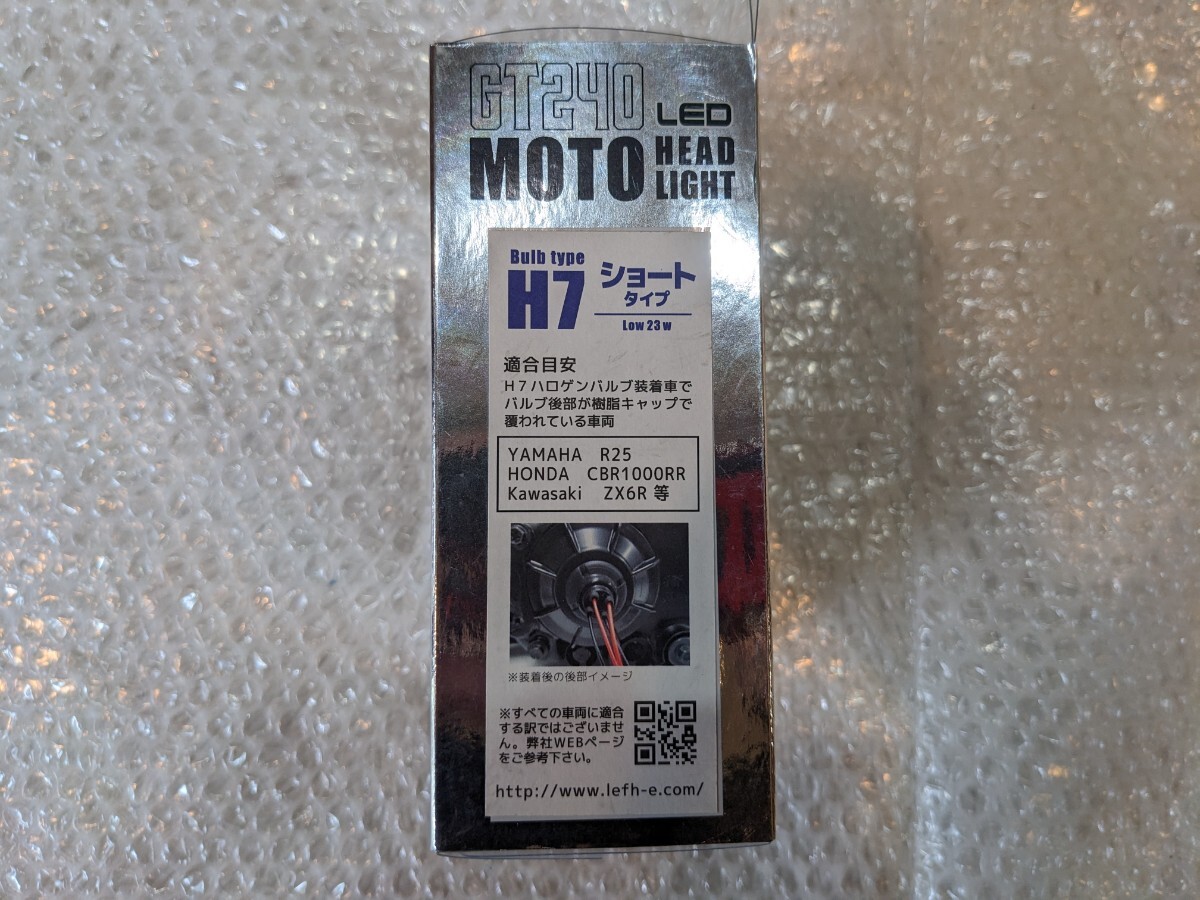 GT240 LED
MOTO HEAD
LIGHT
Bulb type
H7
ショート
タイプ
Low 23 w
適合目安
H7ハロゲンバルブ装着車で
バルブ後部が樹脂キャップで
覆われている車両
YAMAHA R25
HONDA CBR1000RR
Kawasaki ZX6R 等
※装着後の後部イメージ
※すべての車両に適合
する訳ではございませ
ん。弊社WEBページ
をご参考下さい。
http://www.lefh-e.com/